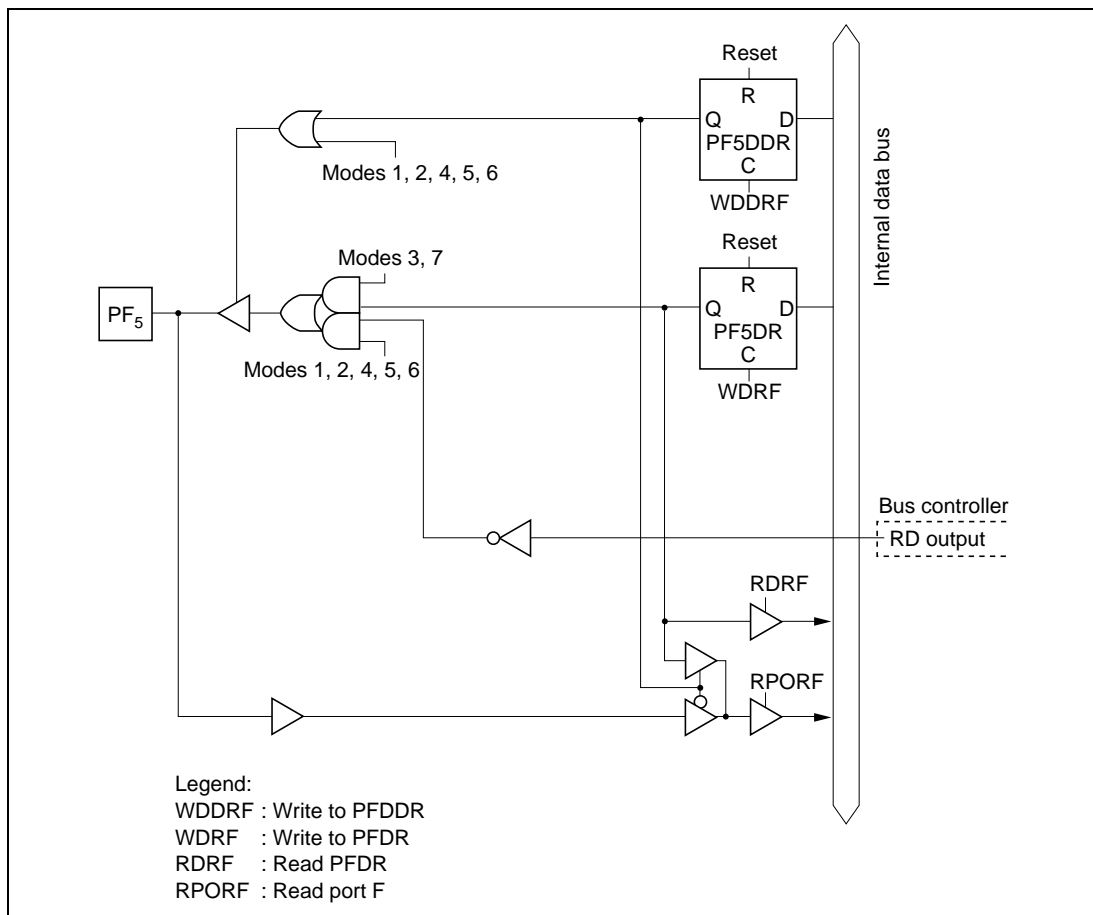 Reset
R
Q D
PF5DDR
C
WDDRF
Modes 1, 2, 4, 5, 6
Internal data bus
Reset
R
Q D
PF5DR
C
WDRF
Modes 3, 7
PF5
Modes 1, 2, 4, 5, 6
Bus controller
RD output
RDRF
RPORF
Legend:
WDDRF : Write to PFDDR
WDRF : Write to PFDR
RDRF : Read PFDR
RPORF : Read port F